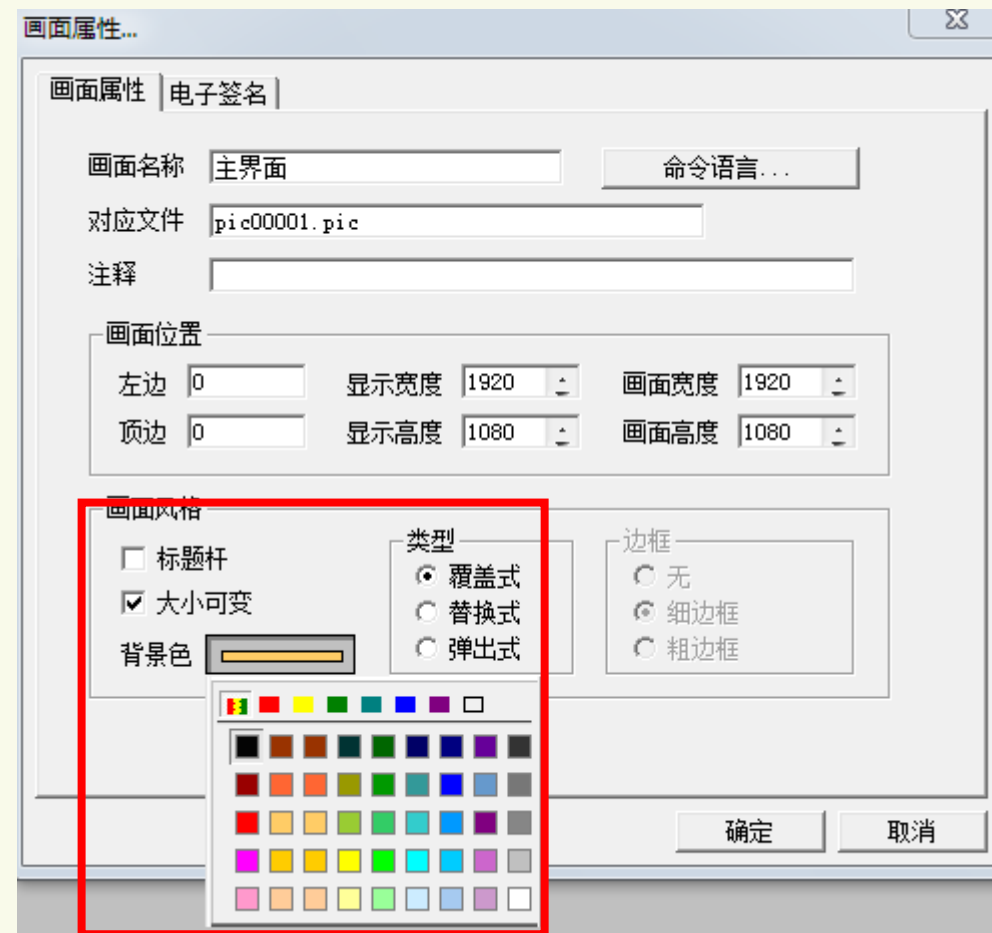 画面属性...
画面属性 电子签名
画面名称 主界面 命令语言...
对应文件 pic00001.pic
注释
画面位置
左边 0 显示宽度 1920 画面宽度 1920
顶边 0 显示高度 1080 画面高度 1080
画面风格
标题杆
大小可变
背景色
类型
覆盖式
替换式
弹出式
边框
无
细边框
粗边框
确定 取消